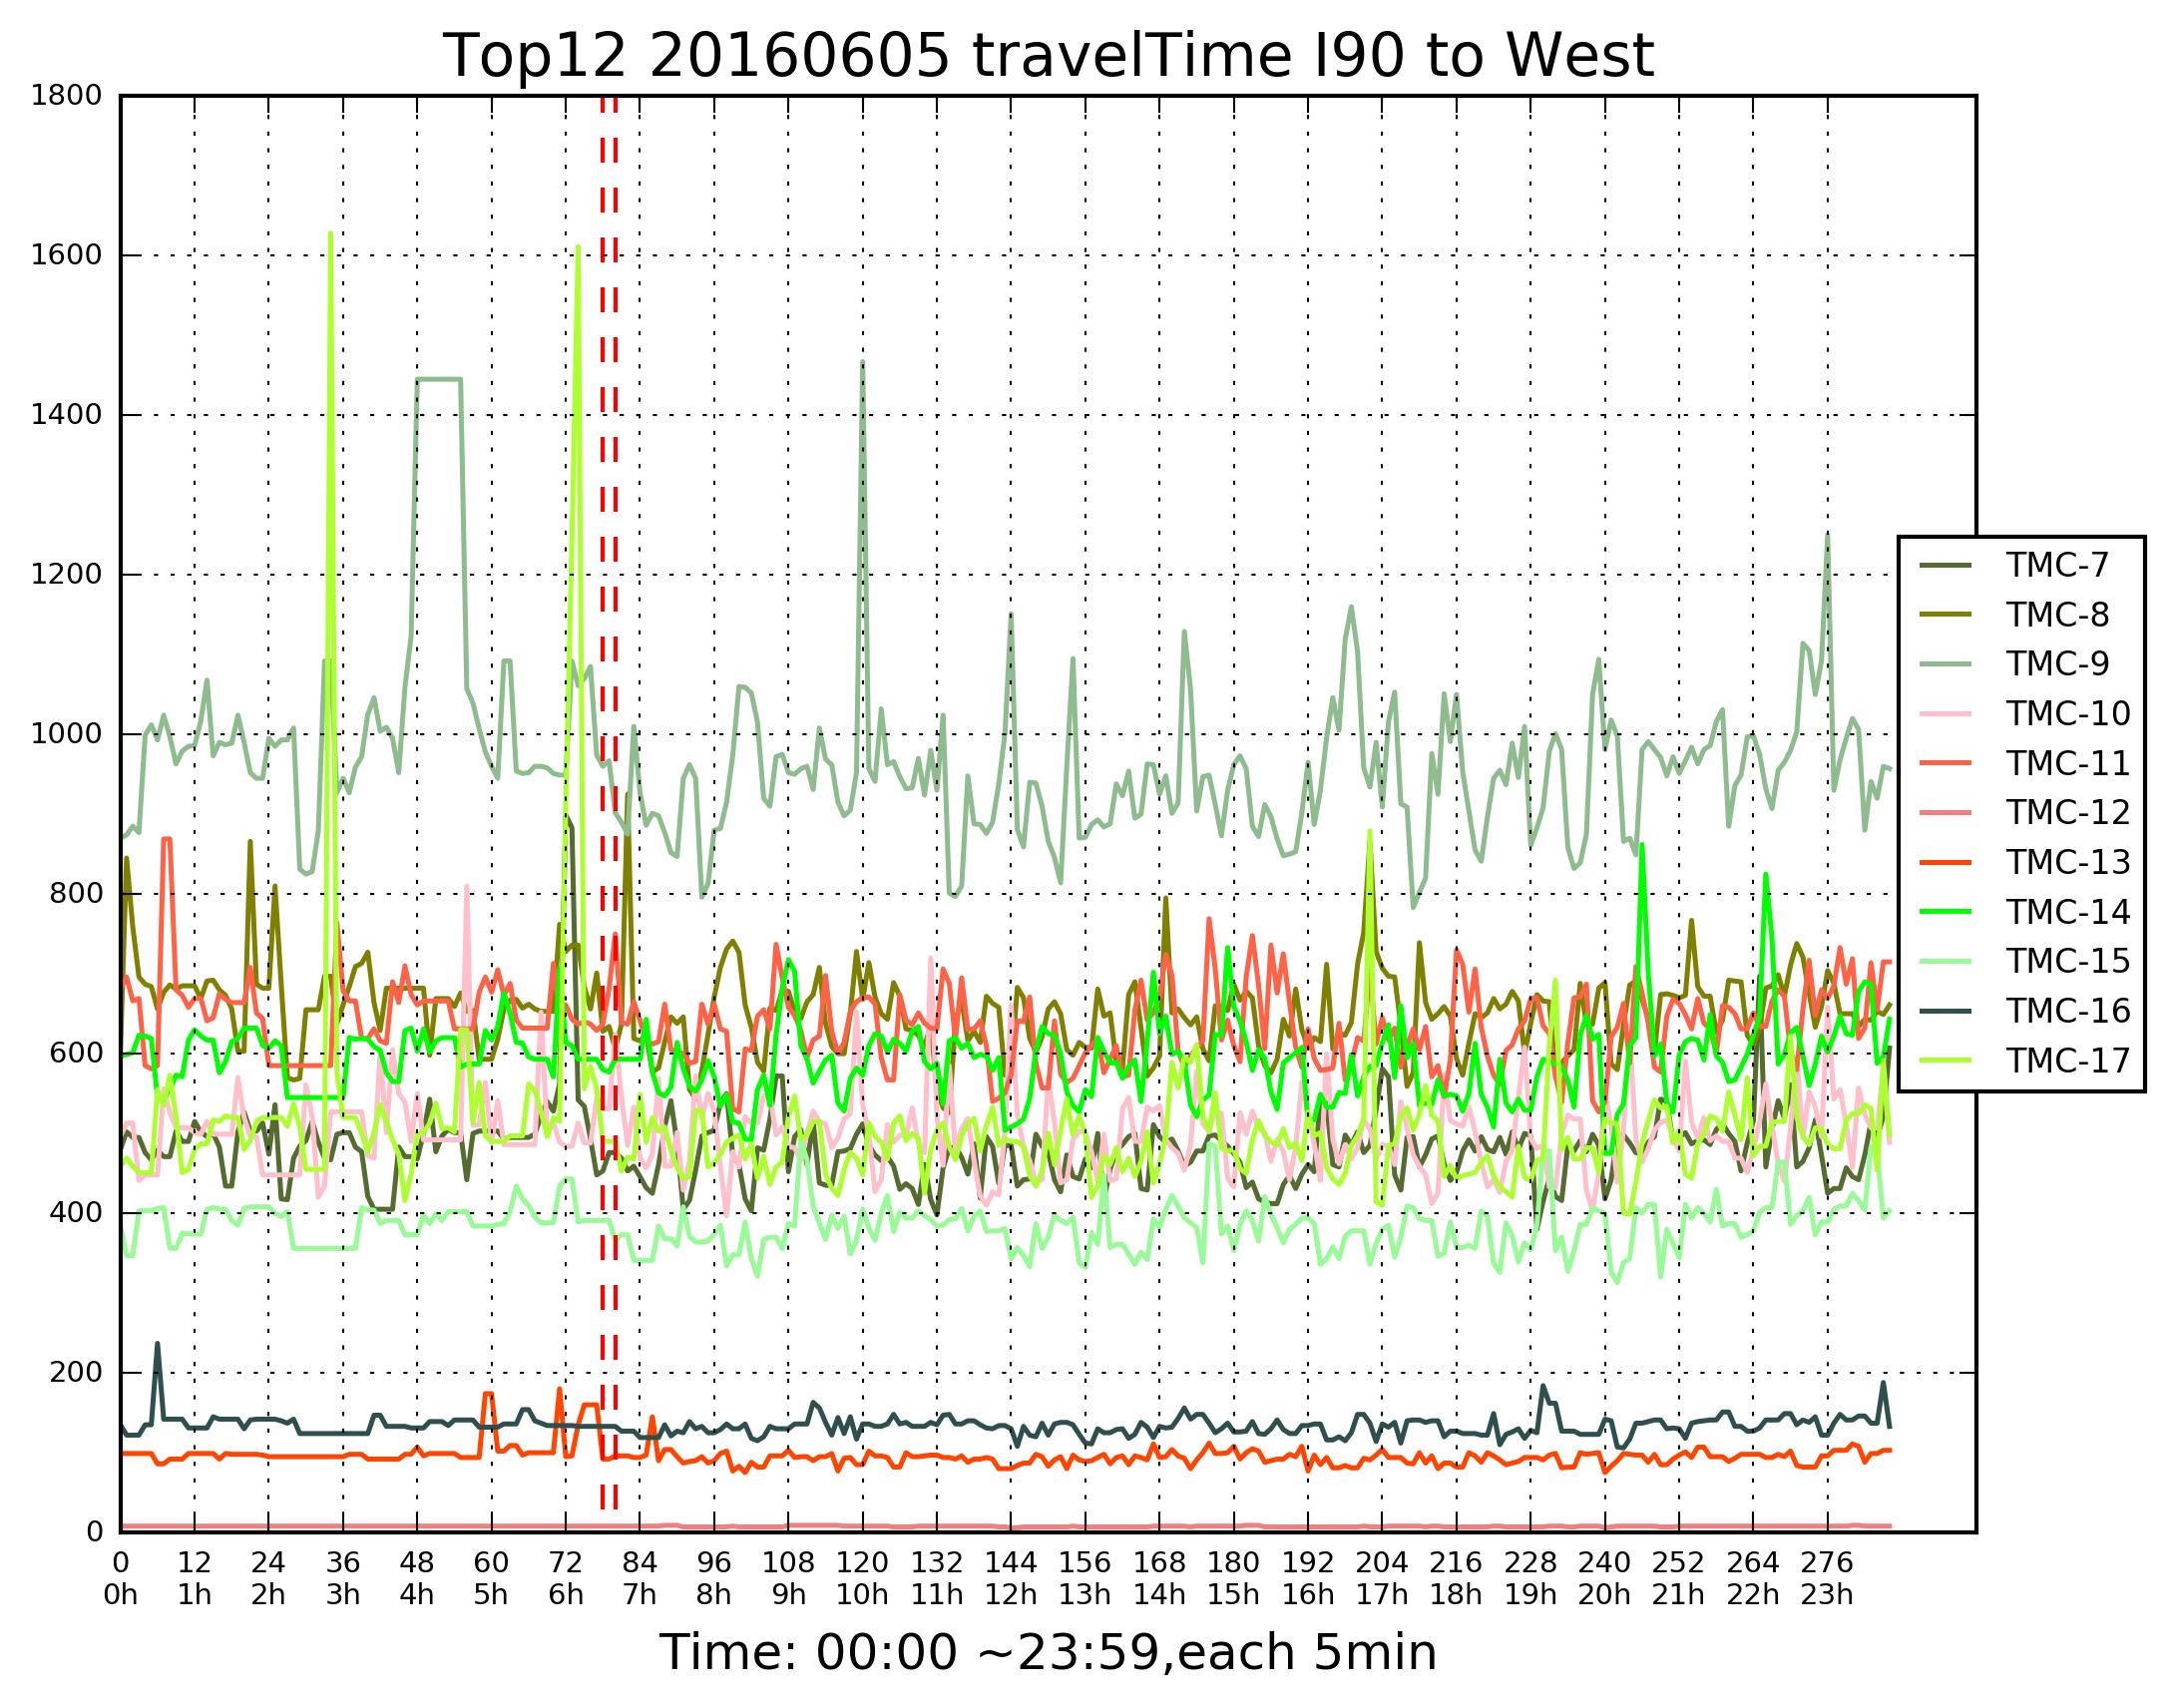 Top12 20160605 travelTime I90 to West
1800
1600
1400
1200
1000
800
600
400
200
0
TMC-7
TMC-8
TMC-9
TMC-10
TMC-11
TMC-12
TMC-13
TMC-14
TMC-15
TMC-16
TMC-17
0 12 24 36 48 60 72 84 96 108 120 132 144 156 168 180 192 204 216 228 240 252 264 276
0h 1h 2h 3h 4h 5h 6h 7h 8h 9h 10h 11h 12h 13h 14h 15h 16h 17h 18h 19h 20h 21h 22h 23h
Time: 00:00 ~23:59,each 5min